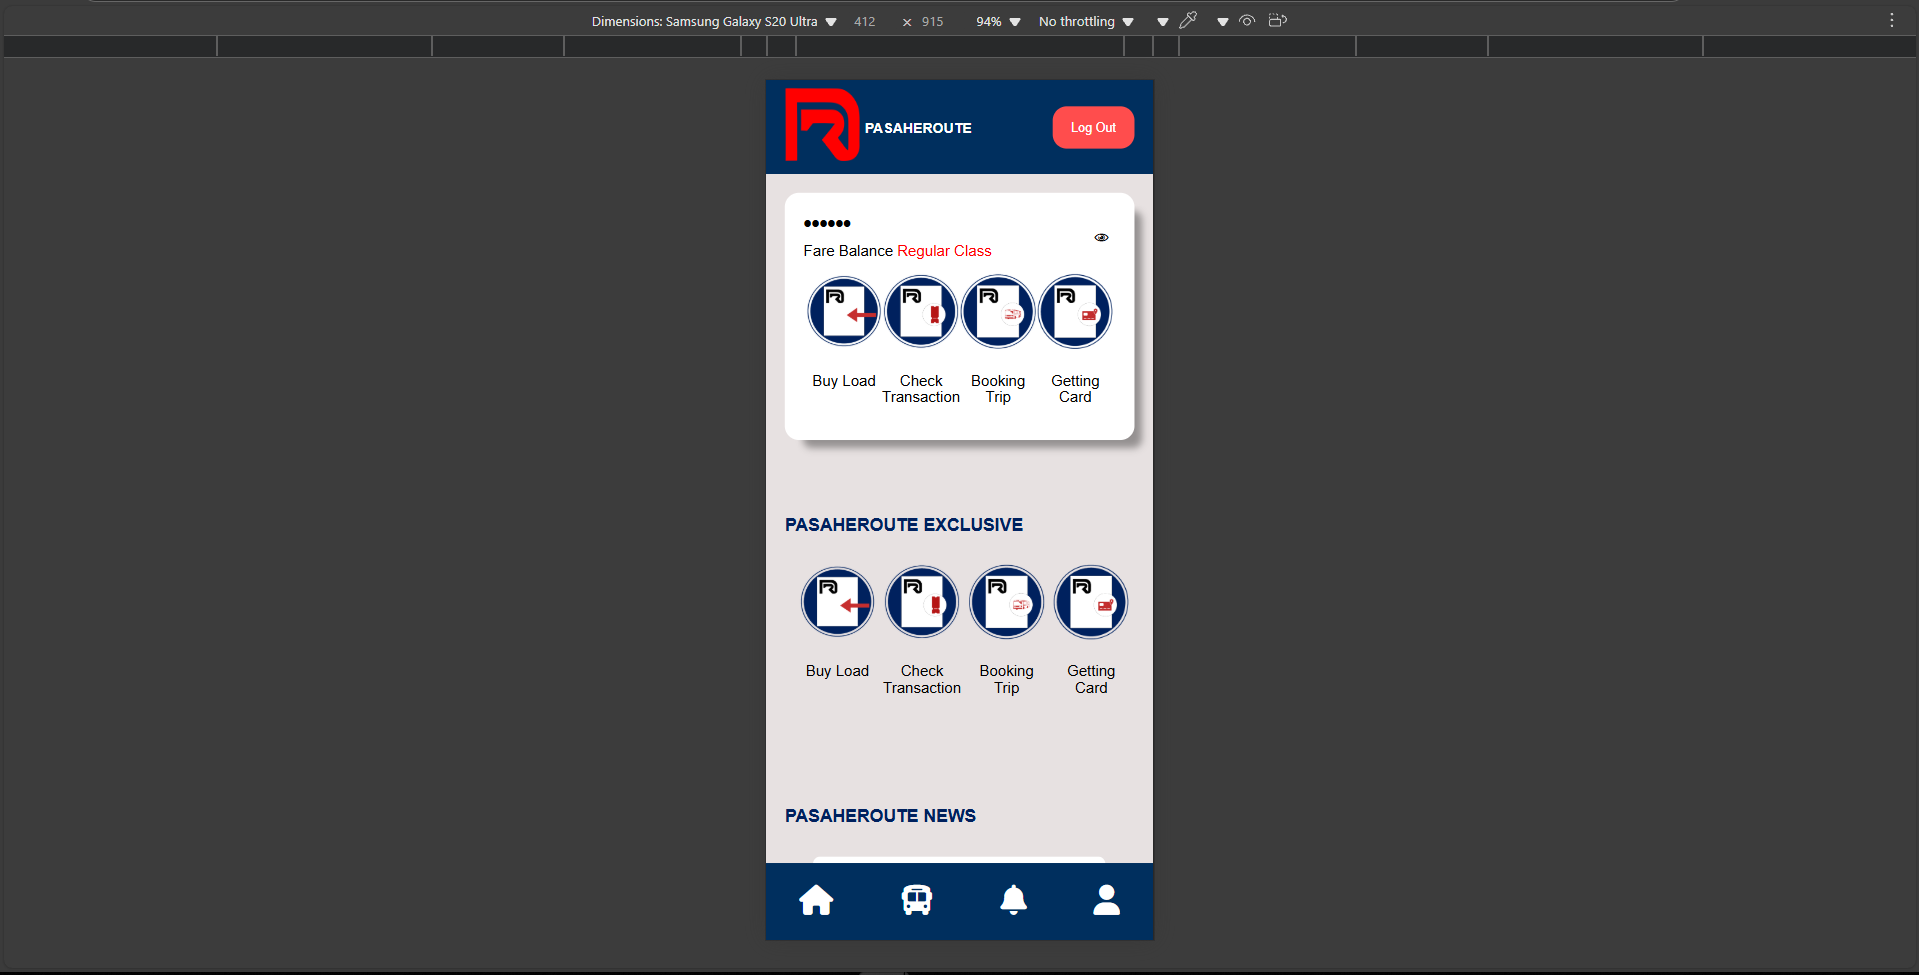 Dimensions: Samsung Galaxy S20 Ultra 412 × 915 94% No throttling
PASAHEROUTE
Log Out
••••••
Fare Balance Regular Class
Buy Load
Check
Transaction
Booking
Trip
Getting
Card
PASAHEROUTE EXCLUSIVE
Buy Load
Check
Transaction
Booking
Trip
Getting
Card
PASAHEROUTE NEWS